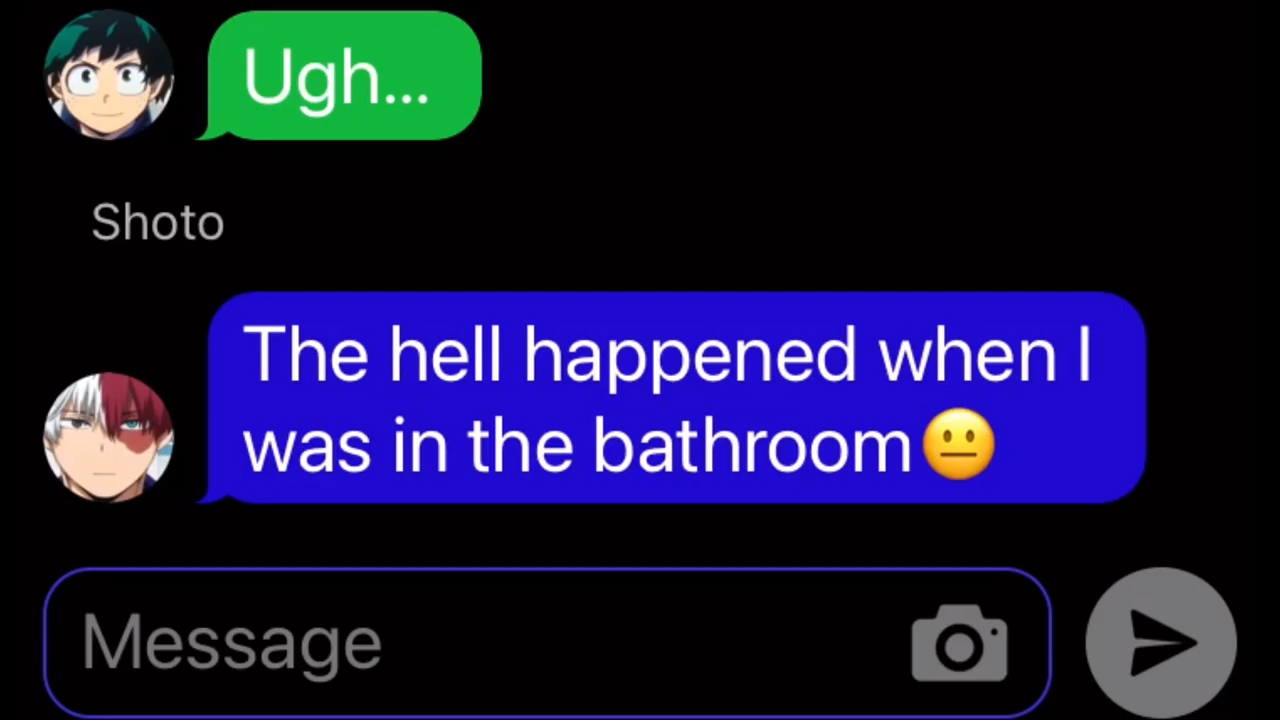 Ugh...
Shoto
The hell happened when I
was in the bathroom😐
Message